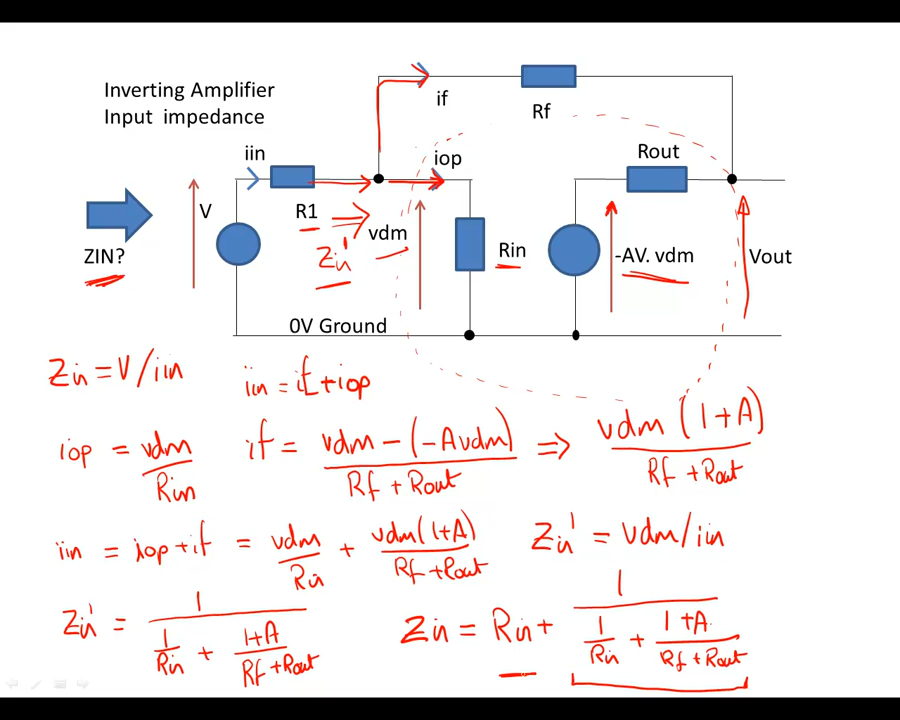 Inverting Amplifier
Input impedance
if
Rf
iin
iop
Rout
V
R1
vdm
Zin'
Rin
-AV. vdm
Vout
ZIN?
0V Ground
Zin = V/iin
iin = if + iop
iop = vdm/Rin
if = vdm - (-Avdm) / Rf + Rout => vdm (1+A) / Rf + Rout
iin = iop + if = vdm/Rin + vdm(1+A) / Rf + Rout
Zin' = vdm/iin
Zin' = 1 / 1/Rin + 1+A / Rf + Rout
Zin = Rin + 1 / 1/Rin + 1+A / Rf + Rout